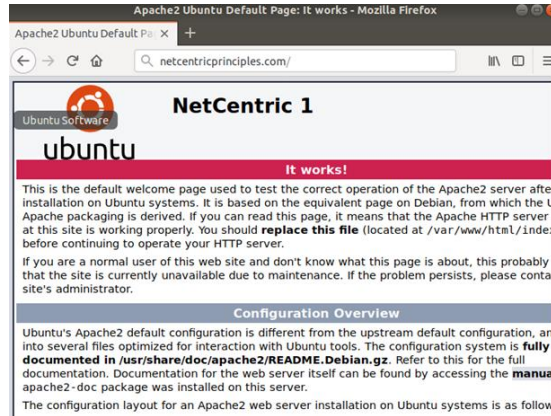 Apache2 Ubuntu Default Page: It works - Mozilla Firefox
Apache2 Ubuntu Default Pa
netcentricprinciples.com/
NetCentric 1
Ubuntu Software
ubuntu
It works!
This is the default welcome page used to test the correct operation of the Apache2 server afte
installation on Ubuntu systems. It is based on the equivalent page on Debian, from which the U
Apache packaging is derived. If you can read this page, it means that the Apache HTTP server
at this site is working properly. You should replace this file (located at /var/www/html/index
before continuing to operate your HTTP server.
If you are a normal user of this web site and don't know what this page is about, this probably
that the site is currently unavailable due to maintenance. If the problem persists, please conta
site's administrator.
Configuration Overview
Ubuntu's Apache2 default configuration is different from the upstream default configuration, an
into several files optimized for interaction with Ubuntu tools. The configuration system is fully
documented in /usr/share/doc/apache2/README.Debian.gz. Refer to this for the full
documentation. Documentation for the web server itself can be found by accessing the manua
apache2-doc package was installed on this server.
The configuration layout for an Apache2 web server installation on Ubuntu systems is as follow